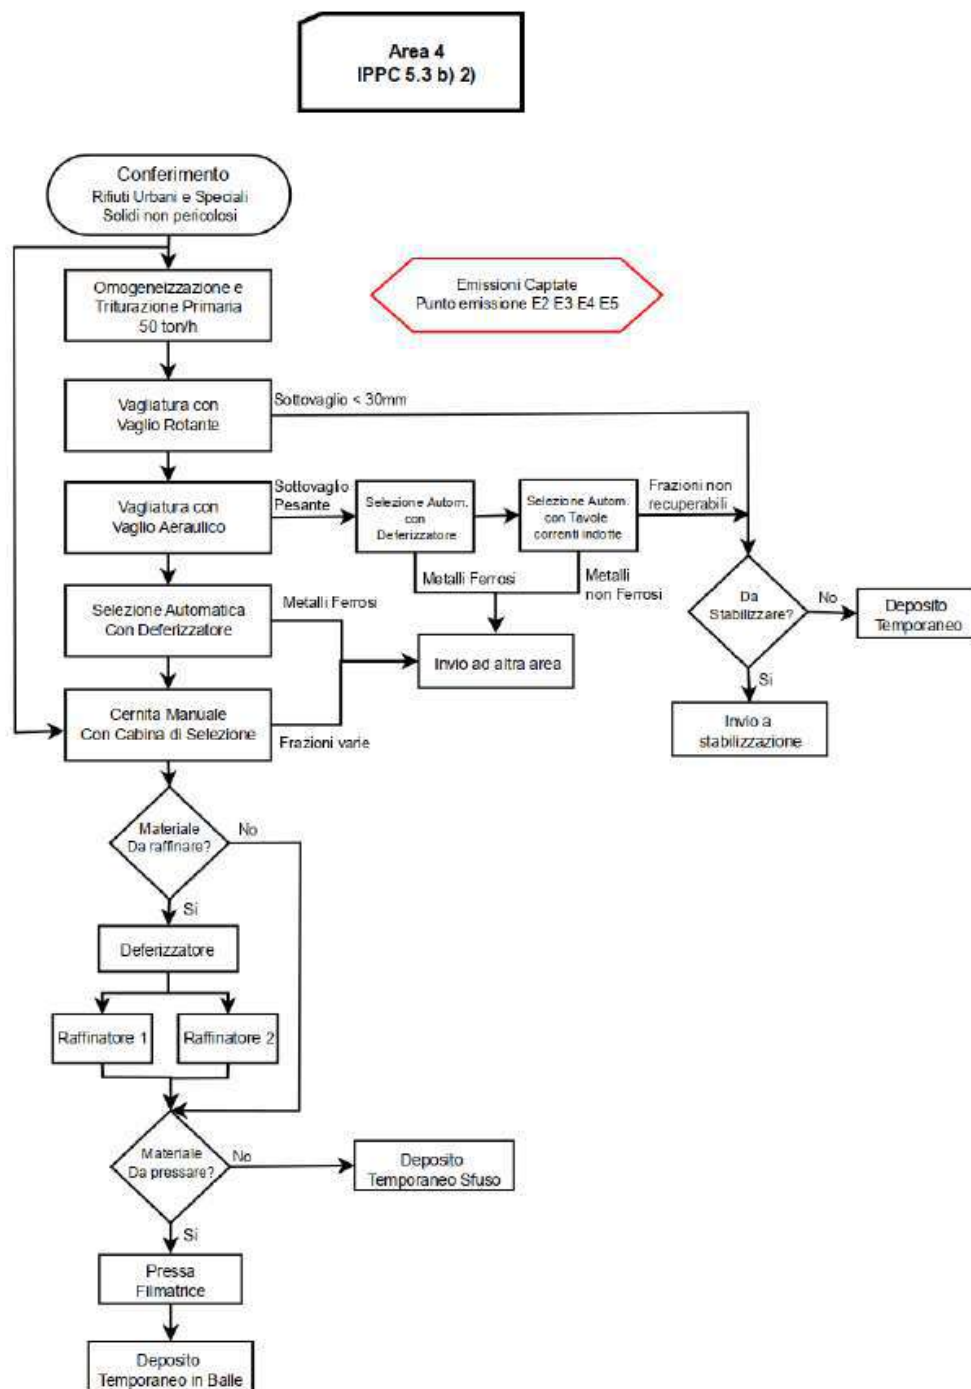 Area 4
IPPC 5.3 b) 2)
Conferimento
Rifiuti Urbani e Speciali
Solidi non pericolosi
Omogeneizzazione e
Triturazione Primaria
50 ton/h
Emissioni Captate
Punto emissione E2 E3 E4 E5
Vagliatura con
Vaglio Rotante
Sottovaglio < 30mm
Vagliatura con
Vaglio Aeraulico
Sottovaglio
Pesante
Selezione Autom.
con
Deferizzatore
Selezione Autom.
con Tavole
correnti indotte
Frazioni non
recuperabili
Metalli Ferrosi
Metalli
non Ferrosi
Selezione Automatica
Con Deferizzatore
Metalli Ferrosi
Invio ad altra area
Da
Stabilizzare?
No
Deposito
Temporaneo
Si
Invio a
stabilizzazione
Cernita Manuale
Con Cabina di Selezione
Frazioni varie
Materiale
Da raffinare?
No
Si
Deferizzatore
Raffinatore 1
Raffinatore 2
Materiale
Da pressare?
No
Deposito
Temporaneo Sfuso
Si
Pressa
Filmatrice
Deposito
Temporaneo in Balle